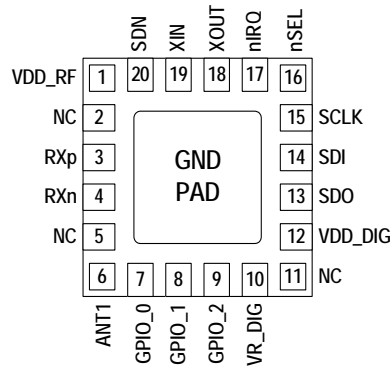 SDN XIN XOUT nIRQ nSEL
20 19 18 17 16
VDD_RF 1
NC 2 15 SCLK
RXp 3 GND 14 SDI
RXn 4 PAD 13 SDO
NC 5 12 VDD_DIG
6 7 8 9 10 11 NC
ANT1 GPIO_0 GPIO_1 GPIO_2 VR_DIG